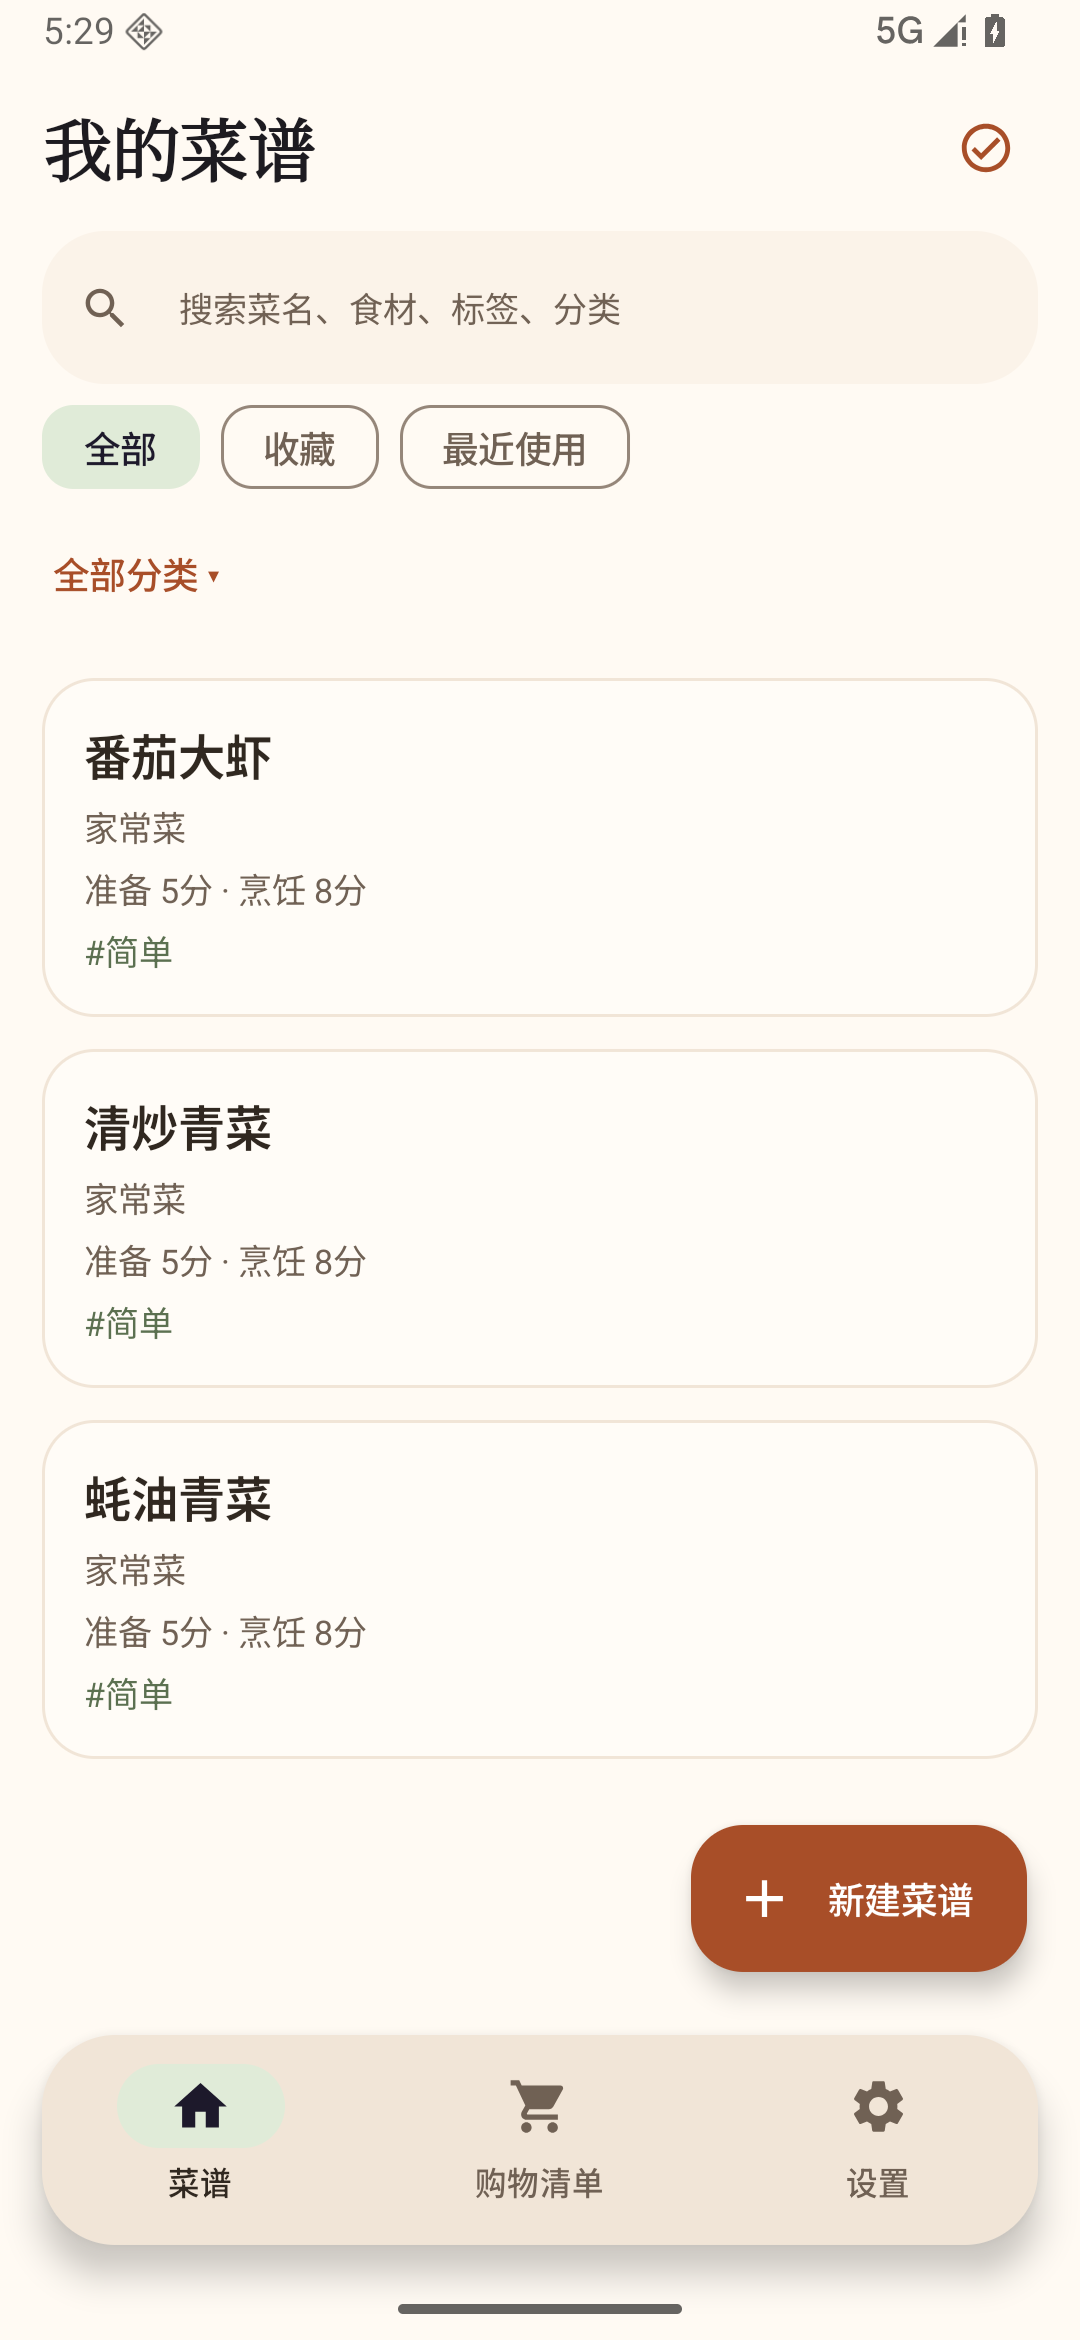 5:29
5G
我的菜谱
搜索菜名、食材、标签、分类
全部
收藏
最近使用
全部分类 ▾
番茄大虾
家常菜
准备 5分 · 烹饪 8分
#简单
清炒青菜
家常菜
准备 5分 · 烹饪 8分
#简单
蚝油青菜
家常菜
准备 5分 · 烹饪 8分
#简单
新建菜谱
菜谱
购物清单
设置